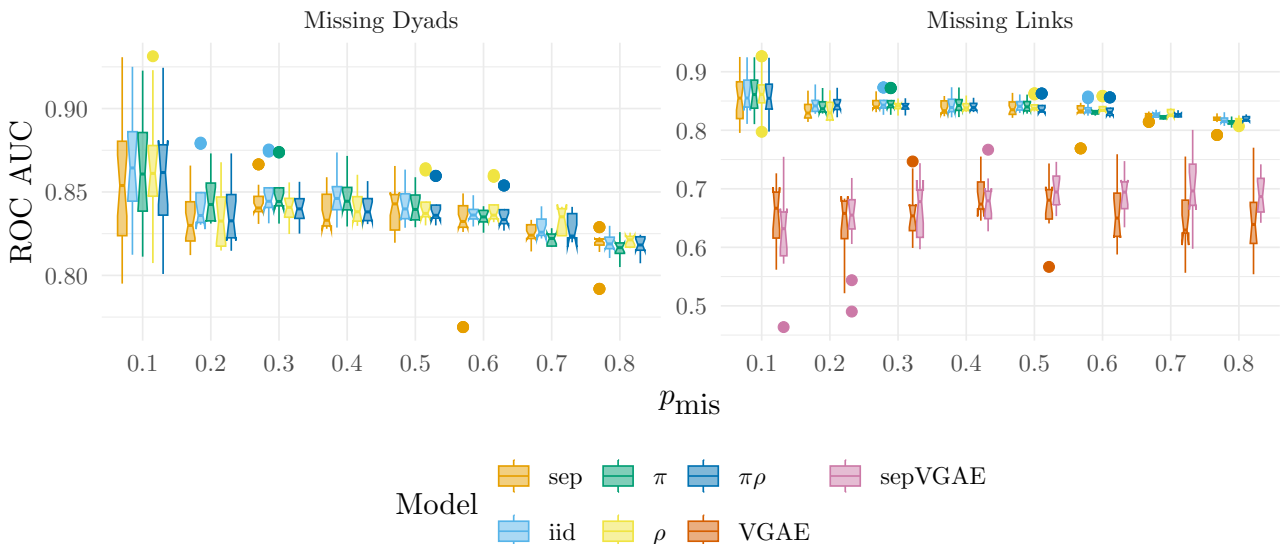 Missing Dyads
Missing Links
ROC AUC
0.90
0.85
0.80
0.9
0.8
0.7
0.6
0.5
0.1 0.2 0.3 0.4 0.5 0.6 0.7 0.8
0.1 0.2 0.3 0.4 0.5 0.6 0.7 0.8
pmis
Model
sep π πρ sepVGAE
iid ρ VGAE